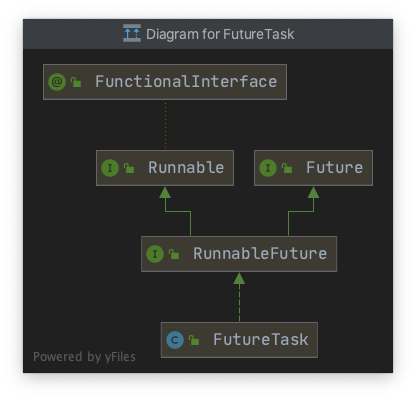 Diagram for FutureTask
@ FunctionalInterface
I Runnable
I Future
I RunnableFuture
C FutureTask
Powered by yFiles